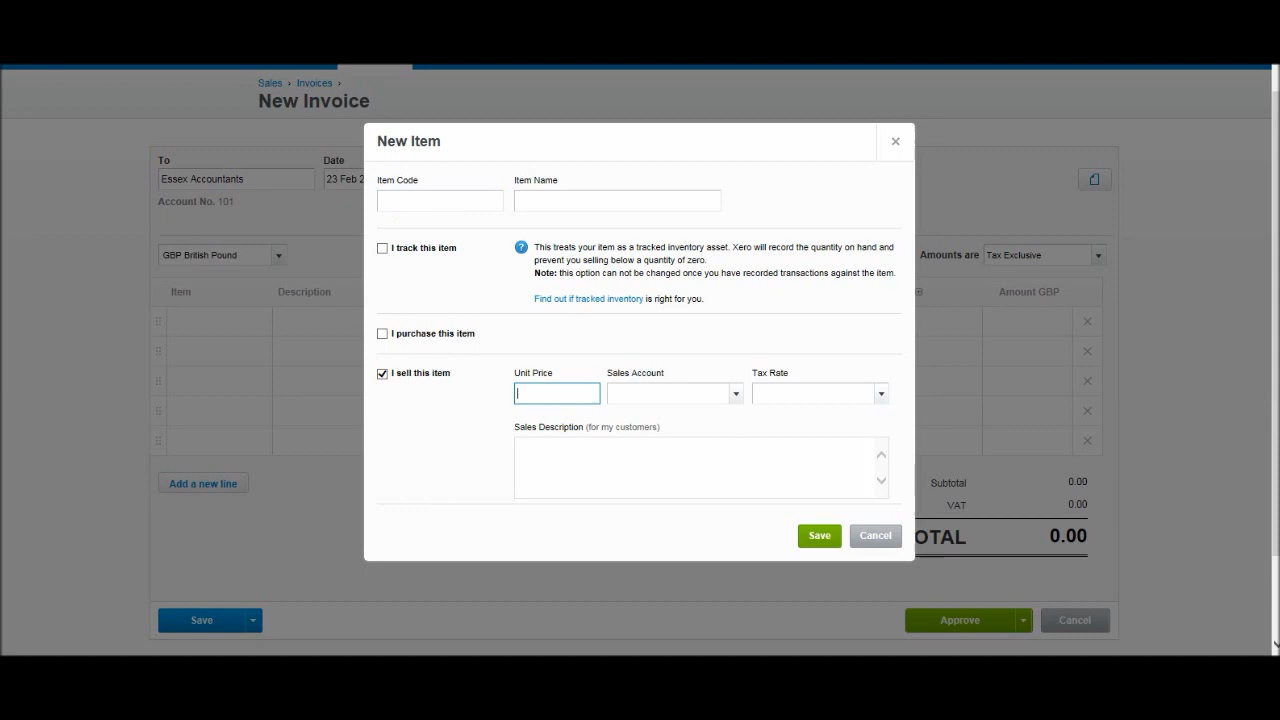 Sales › Invoices ›
New Invoice
To
Date
Essex Accountants
23 Feb 2
Account No. 101
GBP British Pound
Amounts are
Tax Exclusive
Item
Description
Amount GBP
Add a new line
Subtotal
0.00
VAT
0.00
OTAL
0.00
Save
Approve
Cancel
New Item
Item Code
Item Name
I track this item
? This treats your item as a tracked inventory asset. Xero will record the quantity on hand and
prevent you selling below a quantity of zero.
Note: this option can not be changed once you have recorded transactions against the item.
Find out if tracked inventory is right for you.
I purchase this item
I sell this item
Unit Price
Sales Account
Tax Rate
Sales Description (for my customers)
Save
Cancel